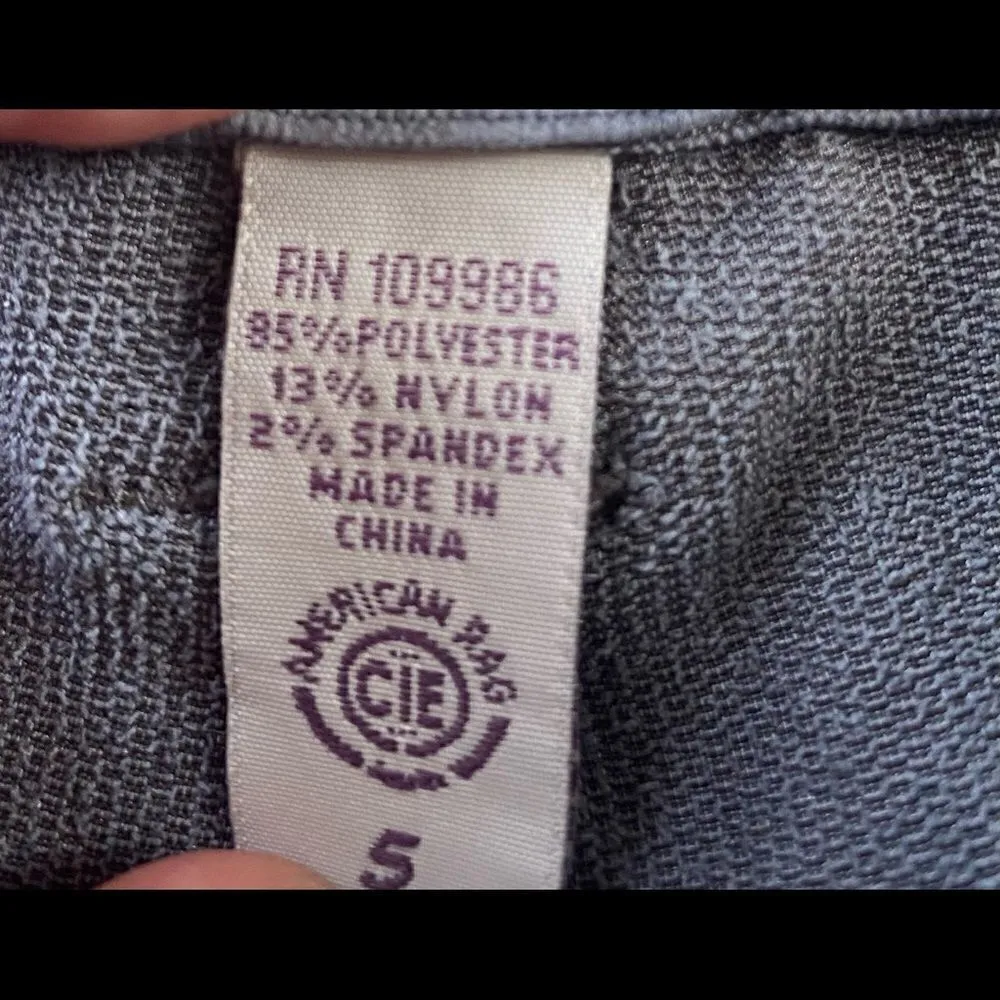 RN 109986
85%POLYESTER
13% NYLON
2% SPANDEX
MADE IN
CHINA
AMERICAN RAG
CIE
5